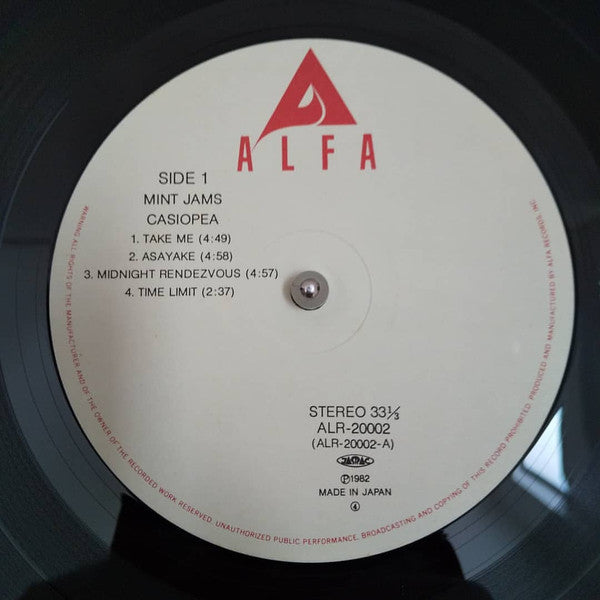 ALFA
SIDE 1
MINT JAMS
CASIOPEA
1. TAKE ME (4:49)
2. ASAYAKE (4:58)
3. MIDNIGHT RENDEZVOUS (4:57)
4. TIME LIMIT (2:37)
STEREO 33⅓
ALR-20002
(ALR-20002-A)
JASRAC
Ⓟ1982
MADE IN JAPAN
④
WARNING ALL RIGHTS OF THE MANUFACTURER AND OF THE OWNER OF THE RECORDED WORK RESERVED. UNAUTHORIZED PUBLIC PERFORMANCE, BROADCASTING AND COPYING OF THIS RECORD PROHIBITED. PRODUCED AND MANUFACTURED BY ALFA RECORDS, INC.